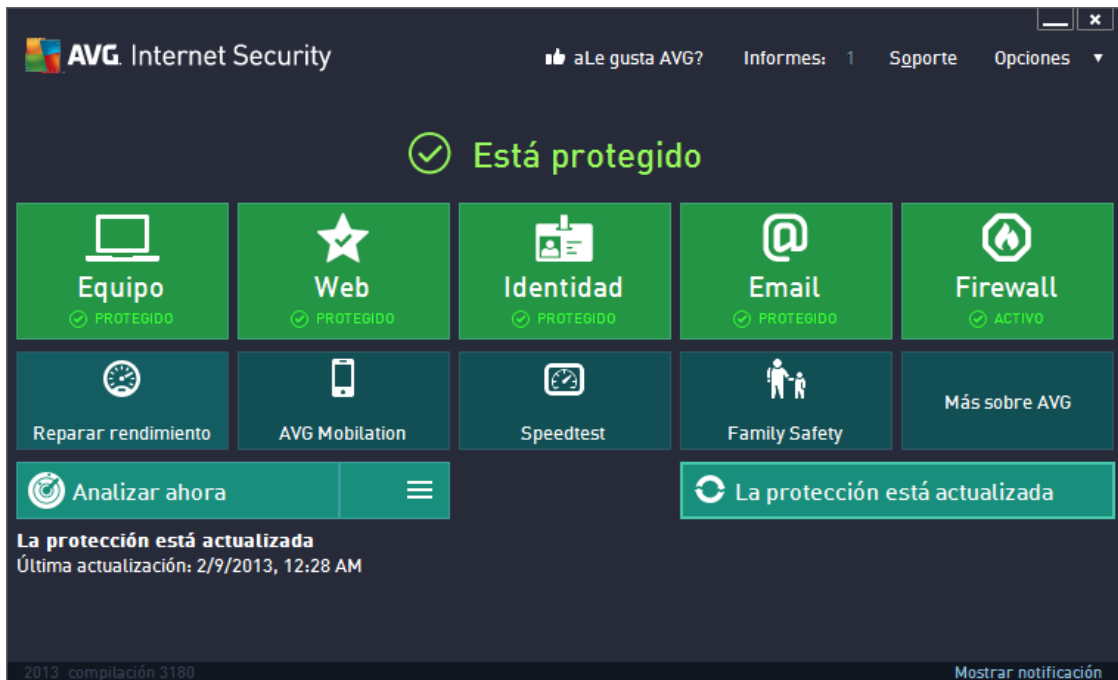 AVG. Internet Security
aLe gusta AVG?
Informes: 1
Soporte
Opciones
Está protegido
Equipo
PROTEGIDO
Web
PROTEGIDO
Identidad
PROTEGIDO
Email
PROTEGIDO
Firewall
ACTIVO
Reparar rendimiento
AVG Mobilation
Speedtest
Family Safety
Más sobre AVG
Analizar ahora
La protección está actualizada
La protección está actualizada
Última actualización: 2/9/2013, 12:28 AM
2013 compilación 3180
Mostrar notificación